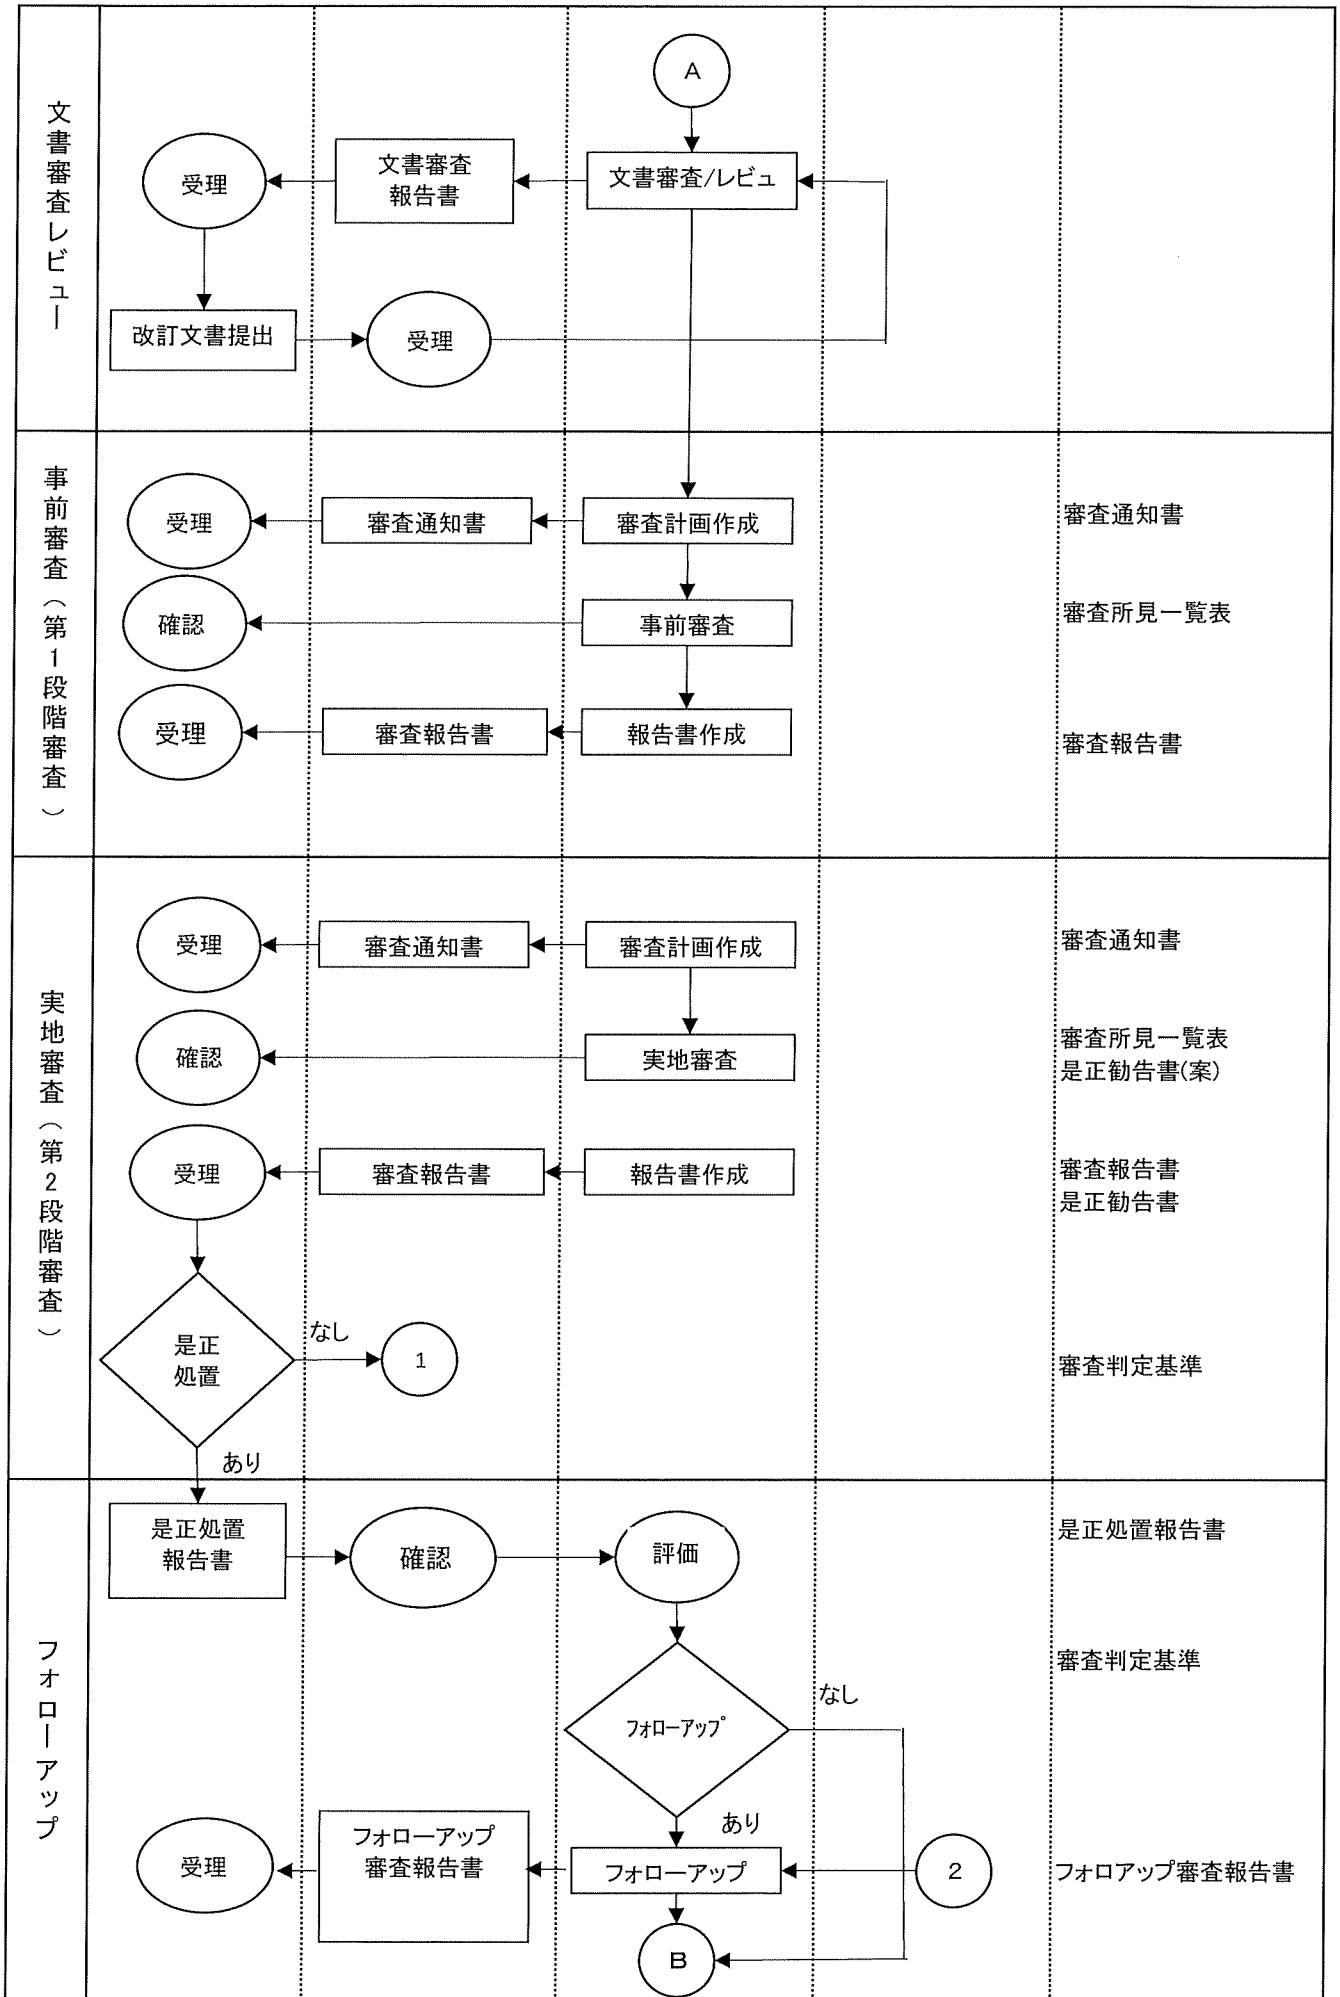 文書審査レビュー
A
受理
文書審査
報告書
文書審査/レビュ
改訂文書提出
受理
事前審査(第1段階審査)
受理
審査通知書
審査計画作成
審査通知書
確認
事前審査
審査所見一覧表
受理
審査報告書
報告書作成
審査報告書
実地審査(第2段階審査)
受理
審査通知書
審査計画作成
審査通知書
確認
実地審査
審査所見一覧表
是正勧告書(案)
受理
審査報告書
報告書作成
審査報告書
是正勧告書
是正
処置
なし
1
審査判定基準
あり
フォローアップ
是正処置
報告書
確認
評価
是正処置報告書
審査判定基準
フォローアップ
なし
あり
受理
フォローアップ
審査報告書
フォローアップ
2
フォロアップ審査報告書
B